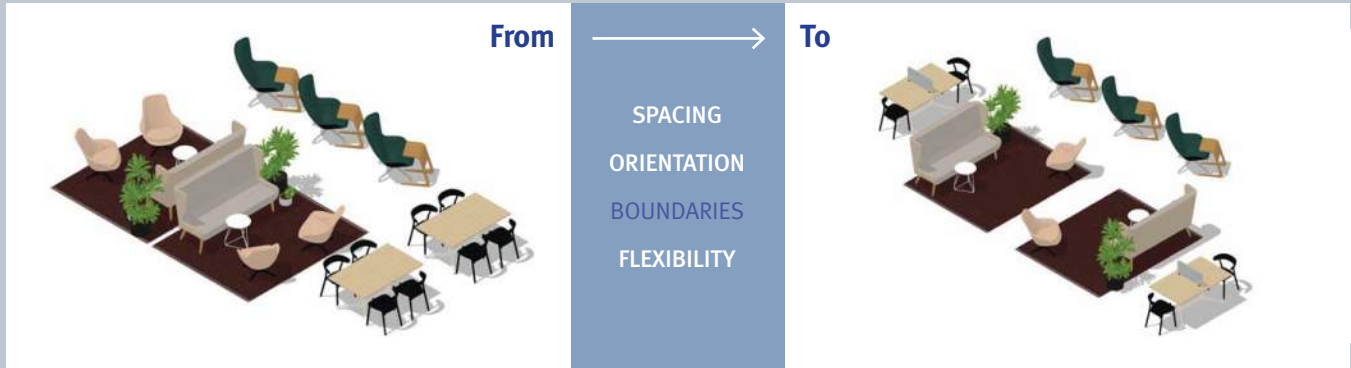 From
To
SPACING
ORIENTATION
BOUNDARIES
FLEXIBILITY